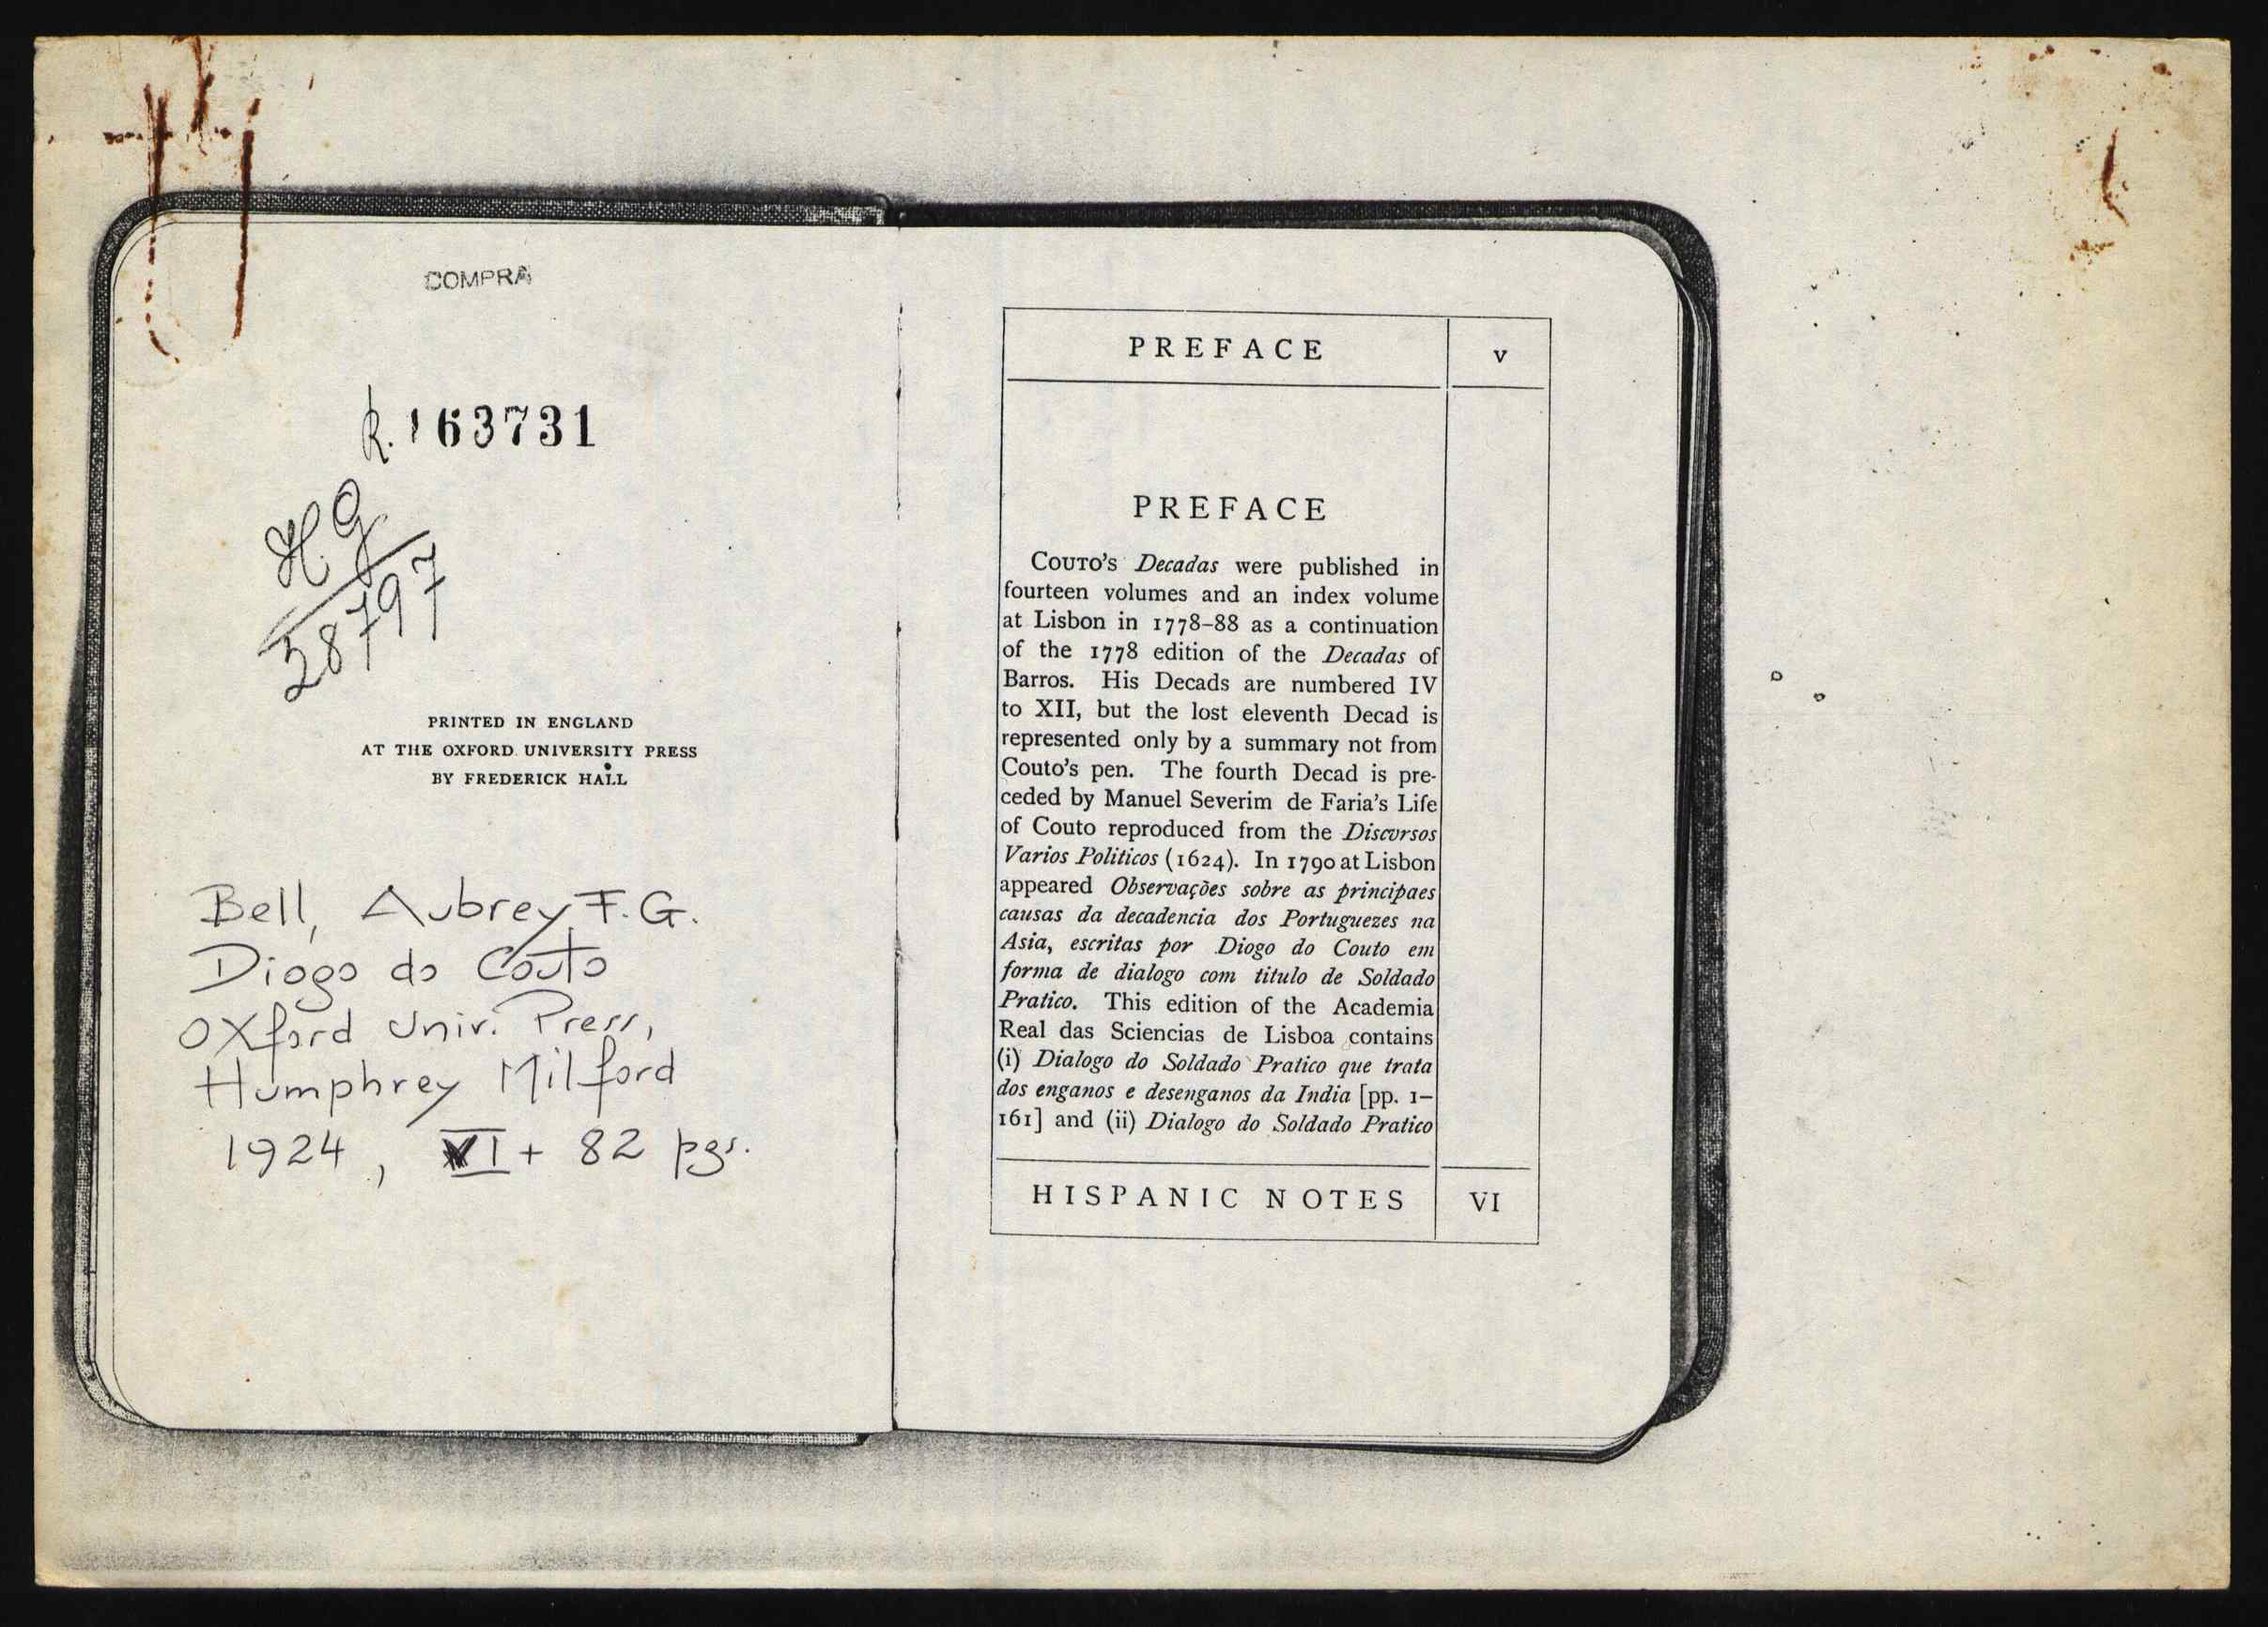 COMPRA
R. 163731
H.G.
38797
PRINTED IN ENGLAND
AT THE OXFORD UNIVERSITY PRESS
BY FREDERICK HALL
Bell, Aubrey F.G.
Diogo do Couto
Oxford Univ. Press,
Humphrey Milford
1924, VI + 82 pgs.
PREFACE v
PREFACE
COUTO'S Decadas were published in
fourteen volumes and an index volume
at Lisbon in 1778–88 as a continuation
of the 1778 edition of the Decadas of
Barros. His Decads are numbered IV
to XII, but the lost eleventh Decad is
represented only by a summary not from
Couto's pen. The fourth Decad is pre-
ceded by Manuel Severim de Faria's Life
of Couto reproduced from the Discvrsos
Varios Politicos (1624). In 1790 at Lisbon
appeared Observações sobre as principaes
causas da decadencia dos Portuguezes na
Asia, escritas por Diogo do Couto em
forma de dialogo com titulo de Soldado
Pratico. This edition of the Academia
Real das Sciencias de Lisboa contains
(i) Dialogo do Soldado Pratico que trata
dos enganos e desenganos da India [pp. 1–
161] and (ii) Dialogo do Soldado Pratico
HISPANIC NOTES VI